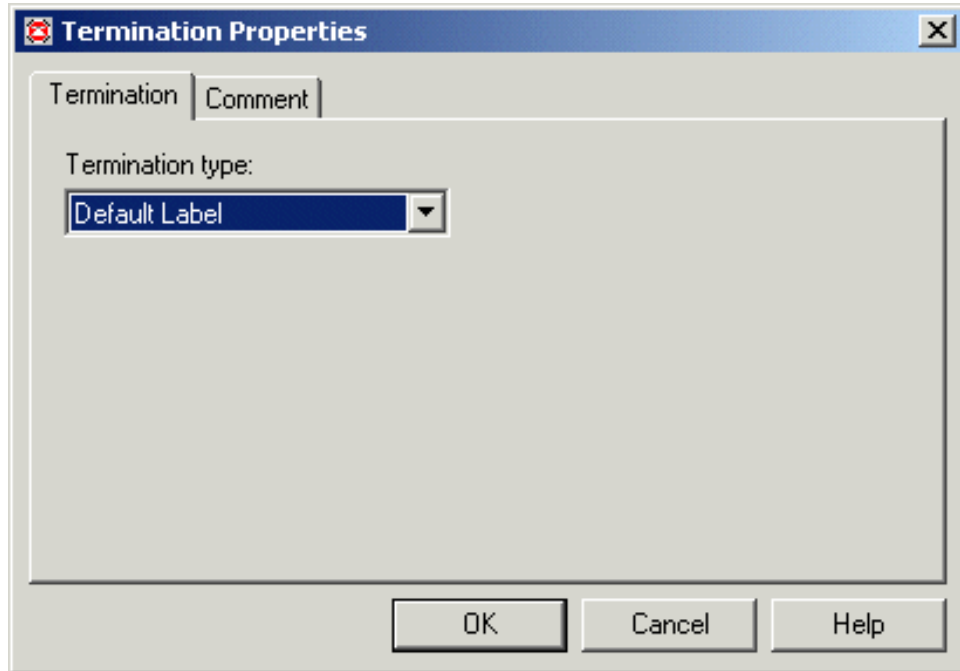 Termination Properties
Termination Comment
Termination type:
Default Label
OK Cancel Help